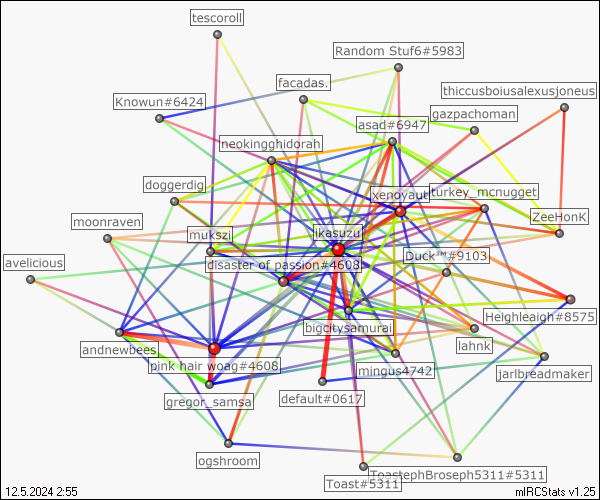 tescoroll
Random Stuf6#5983
facadas.
thiccusboiusalexusjoneus
Knowun#6424
gazpachoman
asad#6947
neokingghidorah
doggerdig
xenoyaut
turkey_mcnugget
moonraven
ikasuzu
ZeeHonK
mukszi
avelicious
disaster of passion#4608
Duck™#9103
Heighleaigh#8575
bigcitysamurai
andnewbees
lahnk
pink hair woag#4608
mingus4742
jarlbreadmaker
gregor_samsa
default#0617
ogshroom
ToastephBroseph5311#5311
Toast#5311
12.5.2024 2:55
mIRCStats v1.25